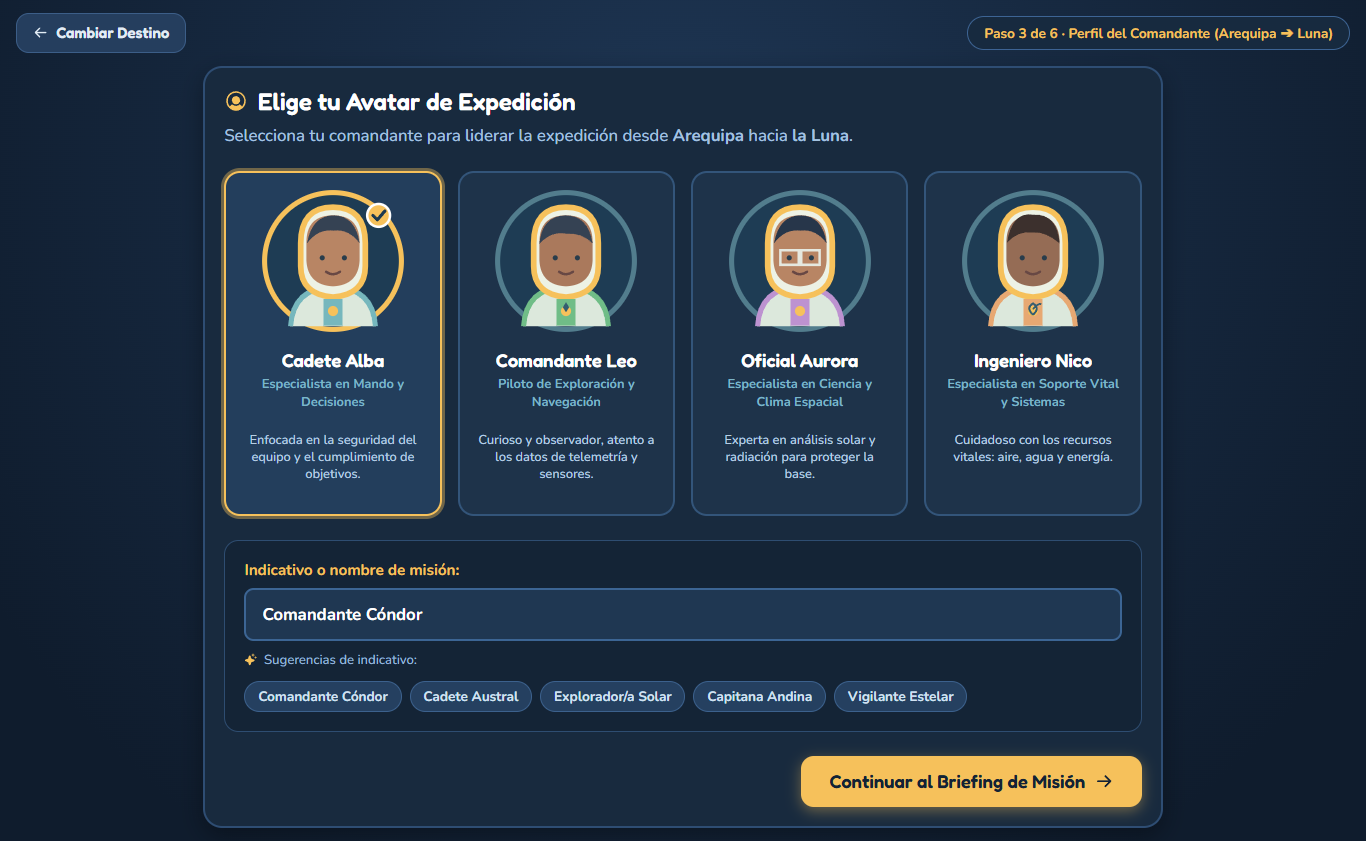 ← Cambiar Destino
Paso 3 de 6 · Perfil del Comandante (Arequipa ➔ Luna)
Elige tu Avatar de Expedición
Selecciona tu comandante para liderar la expedición desde Arequipa hacia la Luna.
Cadete Alba
Especialista en Mando y
Decisiones
Enfocada en la seguridad del
equipo y el cumplimiento de
objetivos.
Comandante Leo
Piloto de Exploración y
Navegación
Curioso y observador, atento a
los datos de telemetría y
sensores.
Oficial Aurora
Especialista en Ciencia y
Clima Espacial
Experta en análisis solar y
radiación para proteger la
base.
Ingeniero Nico
Especialista en Soporte Vital
y Sistemas
Cuidadoso con los recursos
vitales: aire, agua y energía.
Indicativo o nombre de misión:
Comandante Cóndor
Sugerencias de indicativo:
Comandante Cóndor
Cadete Austral
Explorador/a Solar
Capitana Andina
Vigilante Estelar
Continuar al Briefing de Misión →